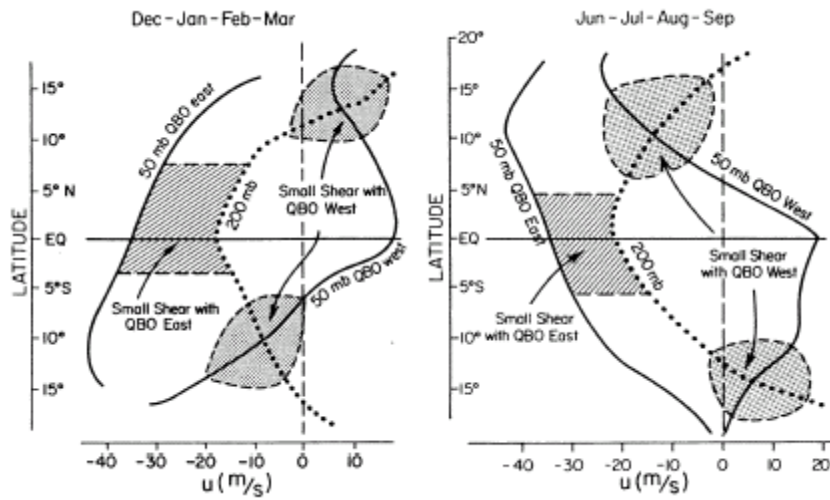 Dec-Jan-Feb-Mar
15°
10°
5° N
EQ
5°S
10°
15°
LATITUDE
50 mb QBO east
200 mb
Small Shear with
QBO West
50 mb QBO west
Small Shear with
QBO East
-40 -30 -20 -10 0 10
u (m/s)
Jun-Jul-Aug-Sep
20°
15°
10°
5° N
EQ
5°S
10°
15°
LATITUDE
50 mb QBO East
200 mb
50 mb QBO West
Small Shear
with QBO West
Small Shear
with QBO East
-40 -30 -20 -10 0 10 20
u (m/s)